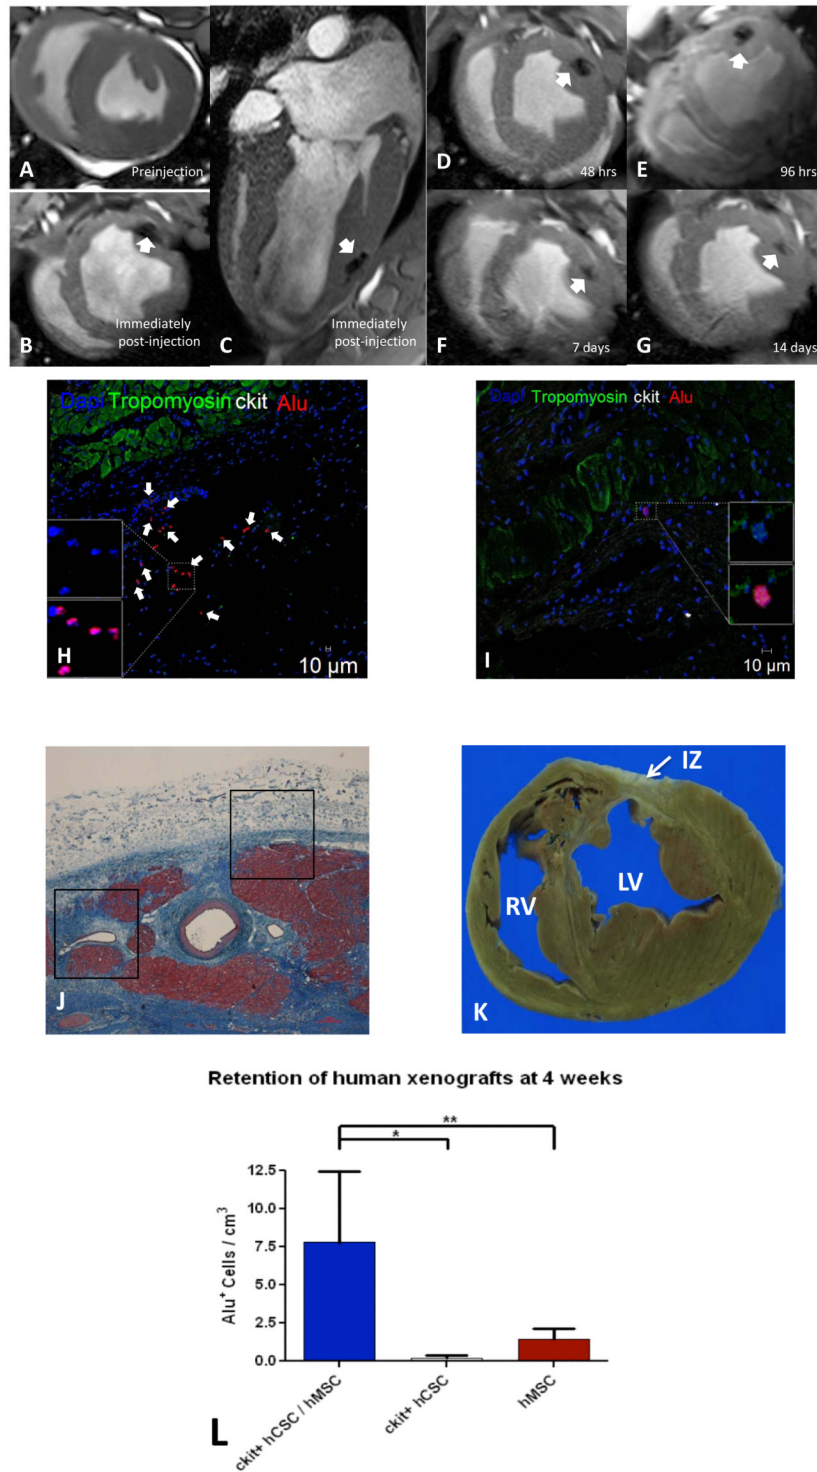 A
Preinjection
B
Immediately
post-injection
C
Immediately
post-injection
D
48 hrs
E
96 hrs
F
7 days
G
14 days
Dapi Tropomyosin ckit Alu
H
10 µm
Dapi Tropomyosin ckit Alu
I
10 µm
J
IZ
LV
RV
K
Retention of human xenografts at 4 weeks
**
*
12.5
10.0
7.5
5.0
2.5
0.0
Alu+ Cells / cm3
ckit+ hCSC / hMSC
ckit+ hCSC
hMSC
L